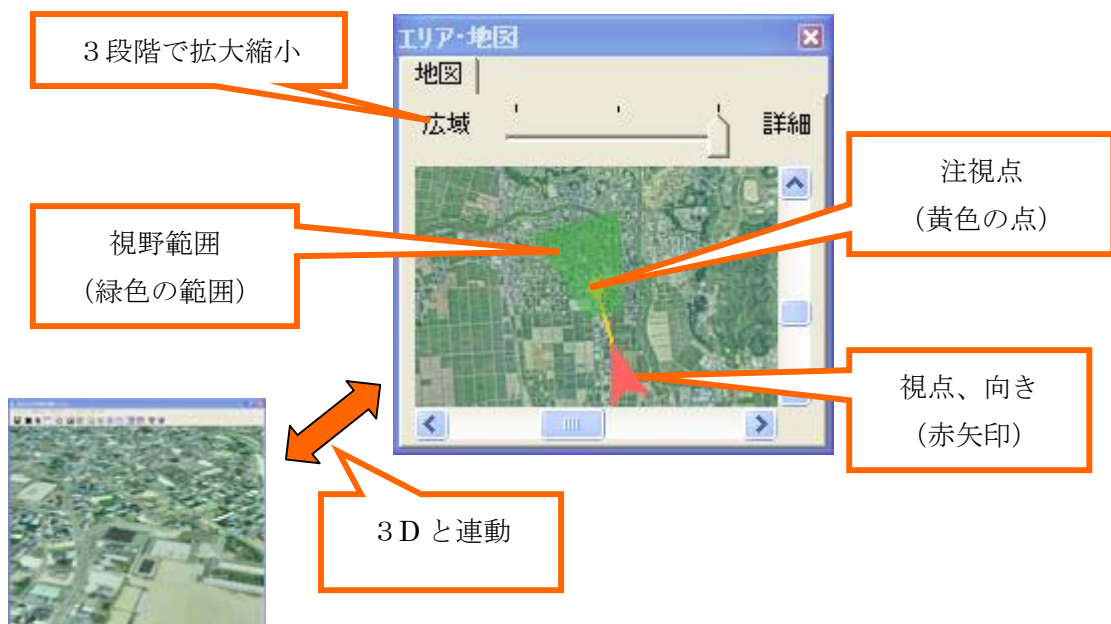 ３段階で拡大縮小
エリア・地図
地図
広域
詳細
注視点
（黄色の点）
視野範囲
（緑色の範囲）
視点、向き
（赤矢印）
３D と連動